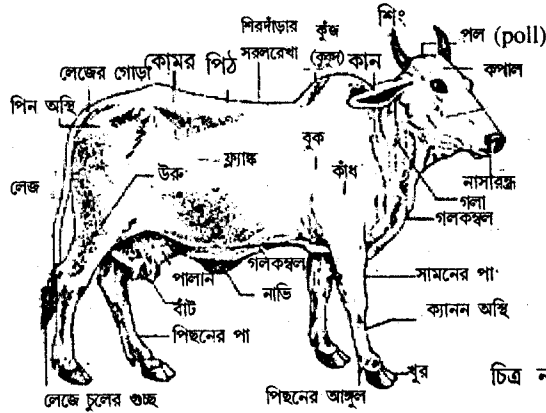 শিং
পল (poll)
শিরদাঁড়ার
সরলরেখা
কুঁজ
(ককুদ)
কান
কপাল
লেজের গোড়া
কোমর
পিঠ
পিন অস্থি
লেজ
উরু
ফ্ল্যাঙ্ক
বুক
কাঁধ
নাসারন্ধ্র
গলা
গলকম্বল
পালান
বাঁট
গলকম্বল
নাভি
সামনের পা
ক্যানন অস্থি
পিছনের পা
খুর
লেজে চুলের গুচ্ছ
পিছনের আঙ্গুল
চিত্র ন